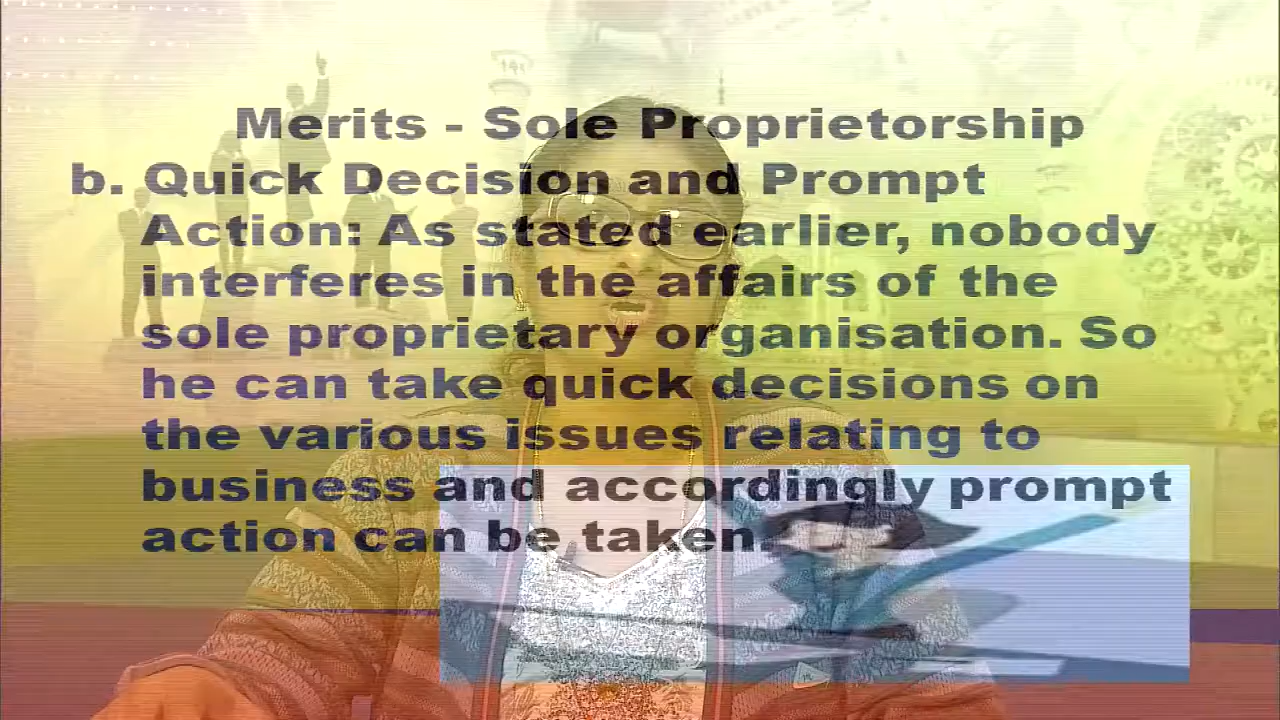 Merits - Sole Proprietorship
b. Quick Decision and Prompt
Action: As stated earlier, nobody
interferes in the affairs of the
sole proprietary organisation. So
he can take quick decisions on
the various issues relating to
business and accordingly prompt
action can be taken.